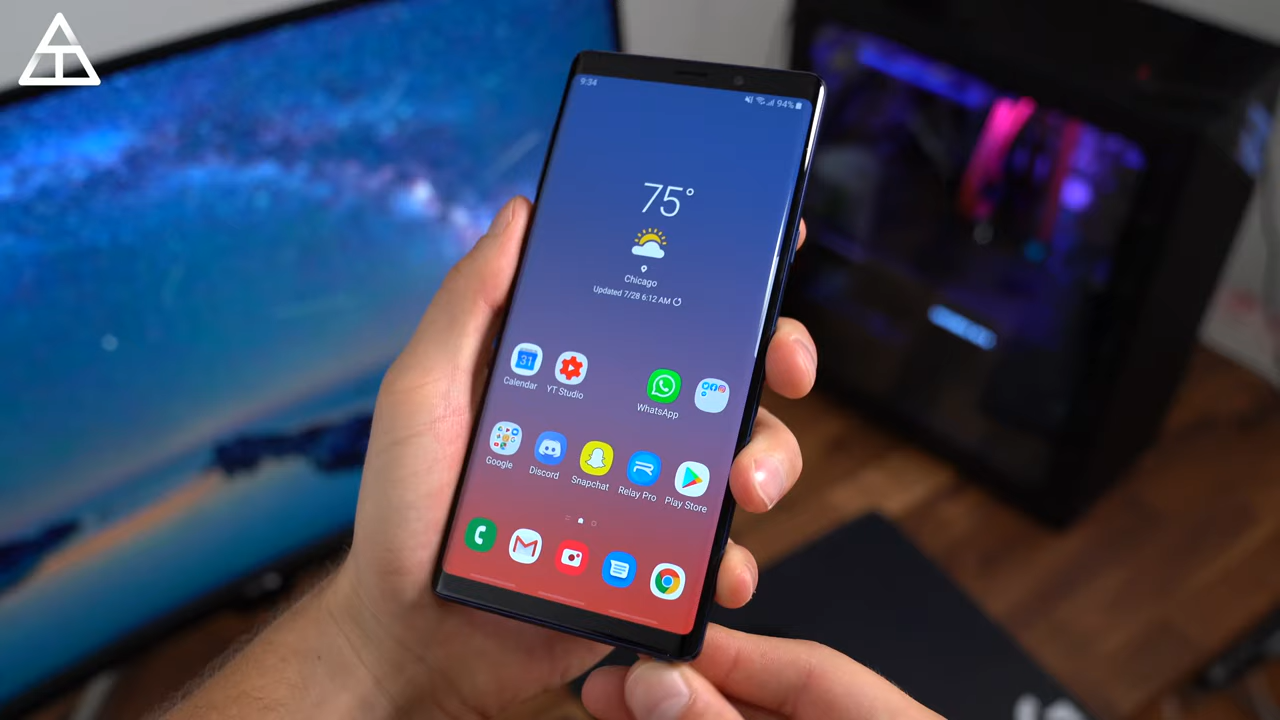 9:34
94%
75°
Chicago
Updated 7/28 6:12 AM
31
Calendar
YT Studio
WhatsApp
Google
Discord
Snapchat
Relay Pro
Play Store